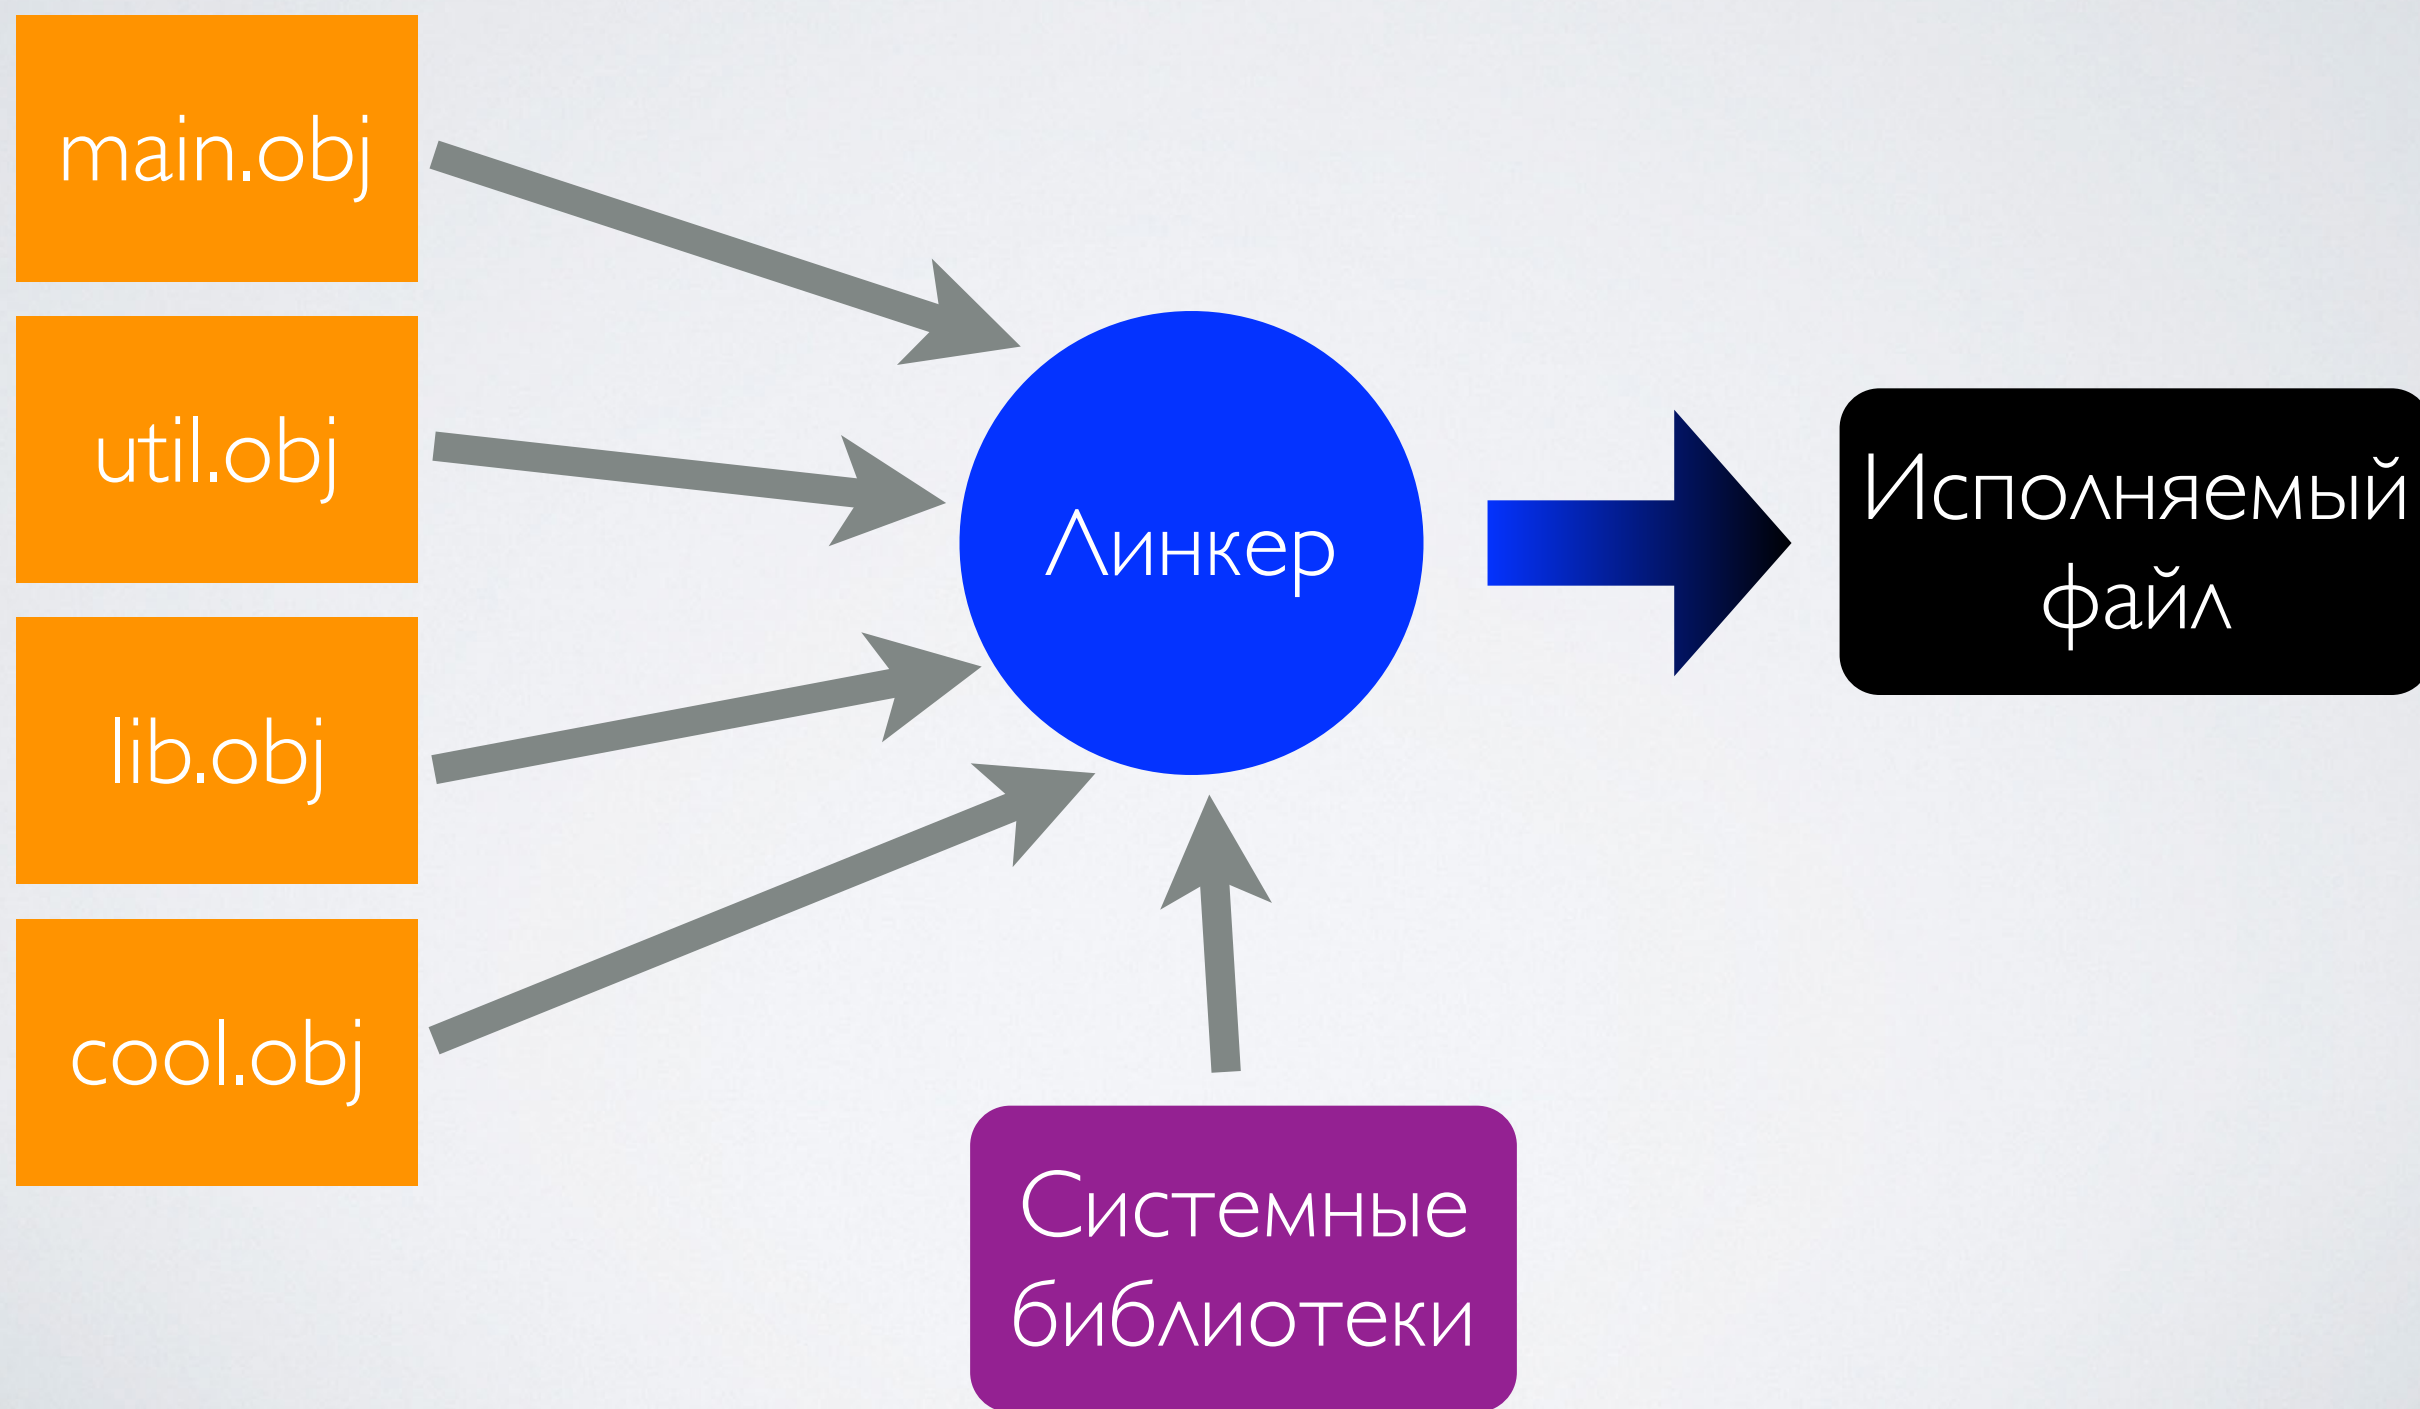 main.obj
util.obj
lib.obj
cool.obj
Линкер
Исполняемый
файл
Системные
библиотеки